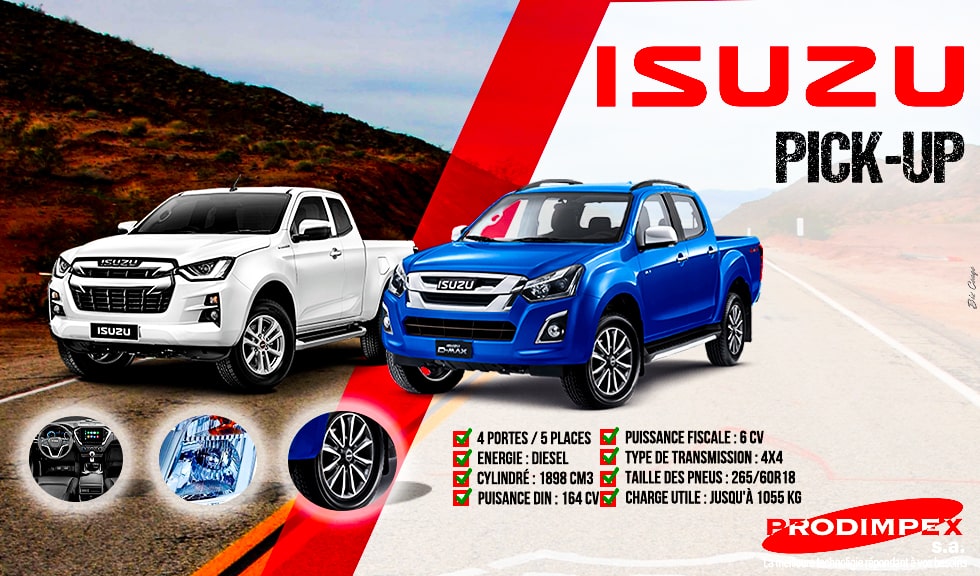 ISUZU
PICK-UP
ISUZU
ISUZU
ISUZU
ISUZU
D-MAX
4 PORTES / 5 PLACES
ENERGIE : DIESEL
CYLINDRÉ : 1898 CM3
PUISANCE DIN : 164 CV
PUISSANCE FISCALE : 6 CV
TYPE DE TRANSMISSION : 4X4
TAILLE DES PNEUS : 265/60R18
CHARGE UTILE : JUSQU'À 1055 KG
PRODIMPEX
s.a.